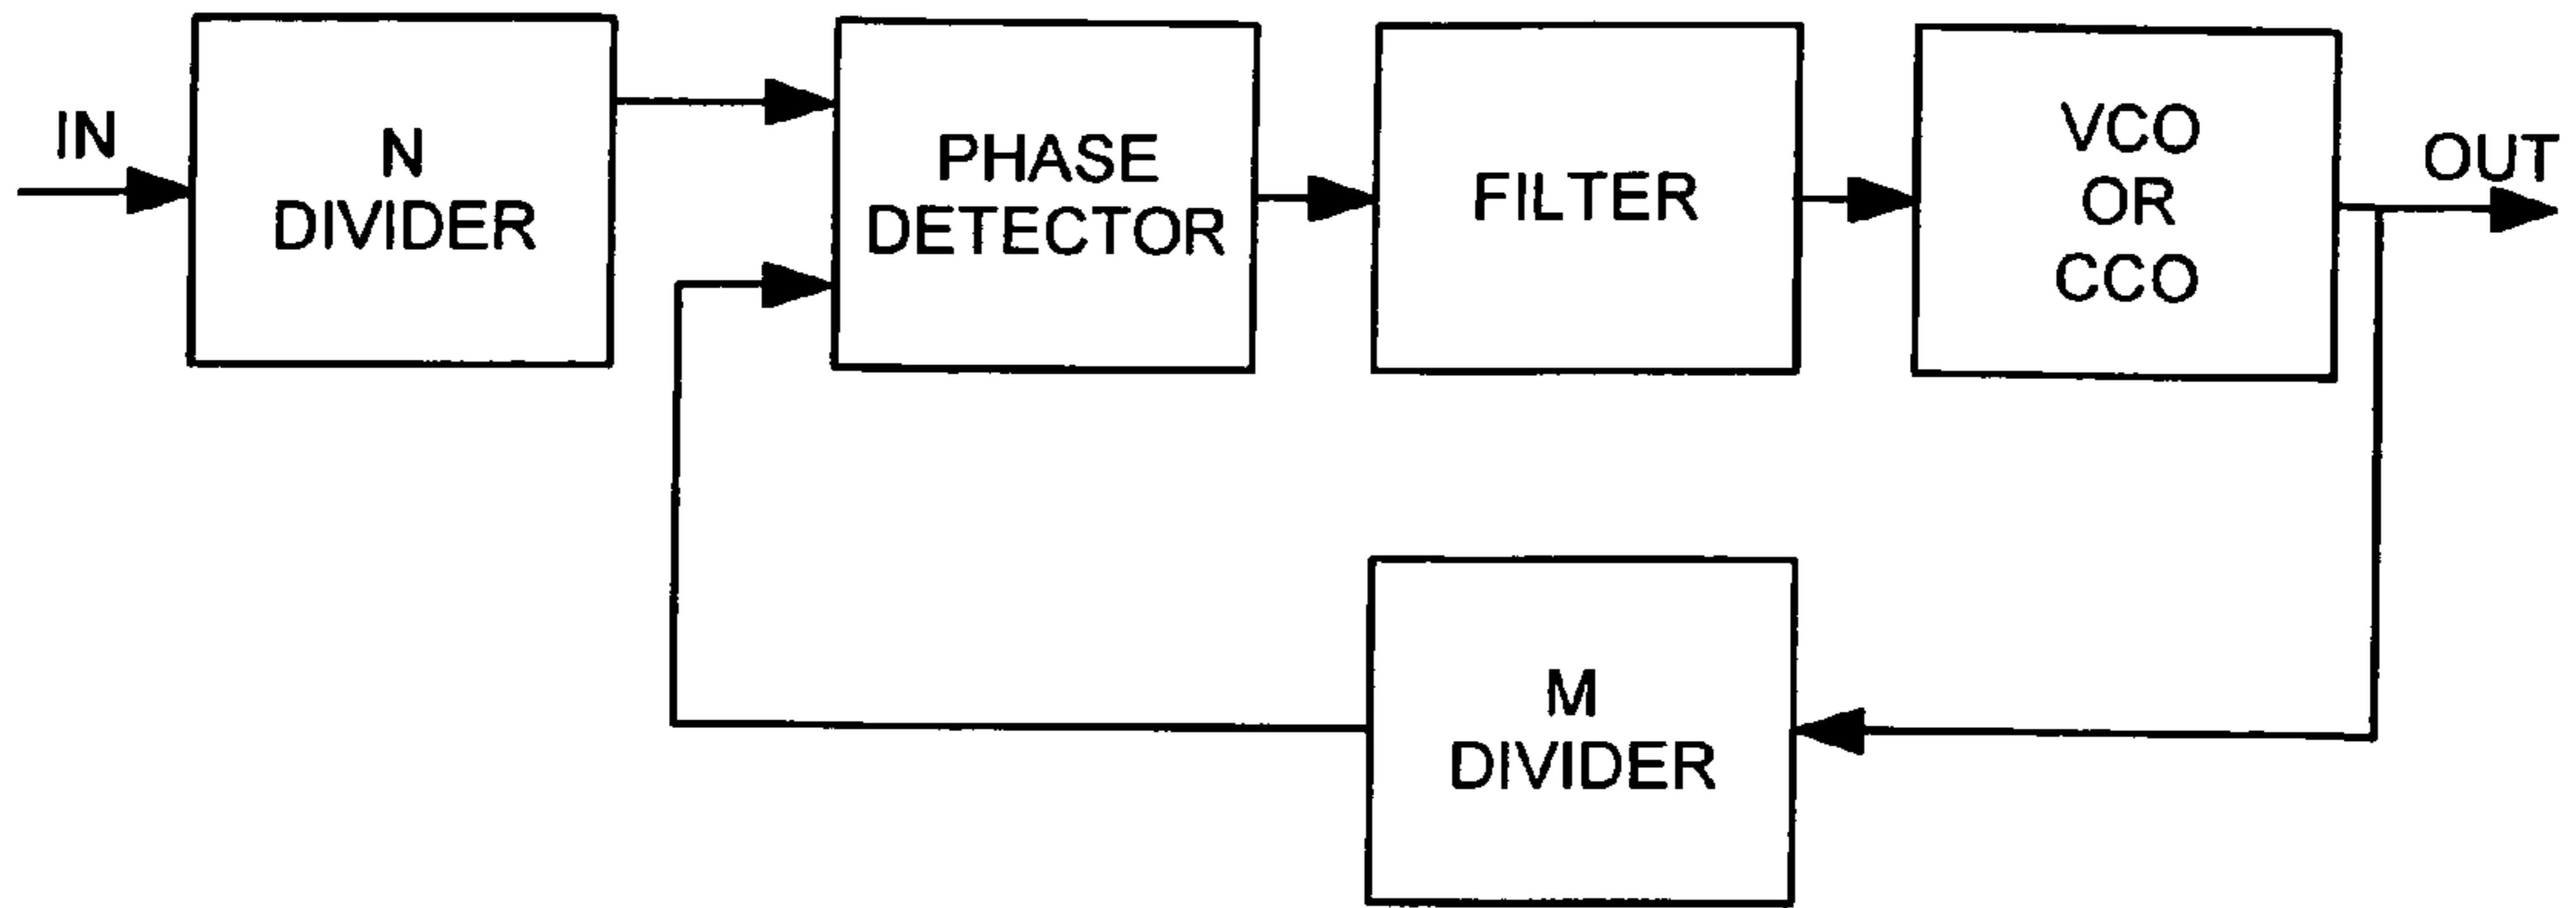 IN
N
DIVIDER
PHASE
DETECTOR
FILTER
VCO
OR
CCO
OUT
M
DIVIDER